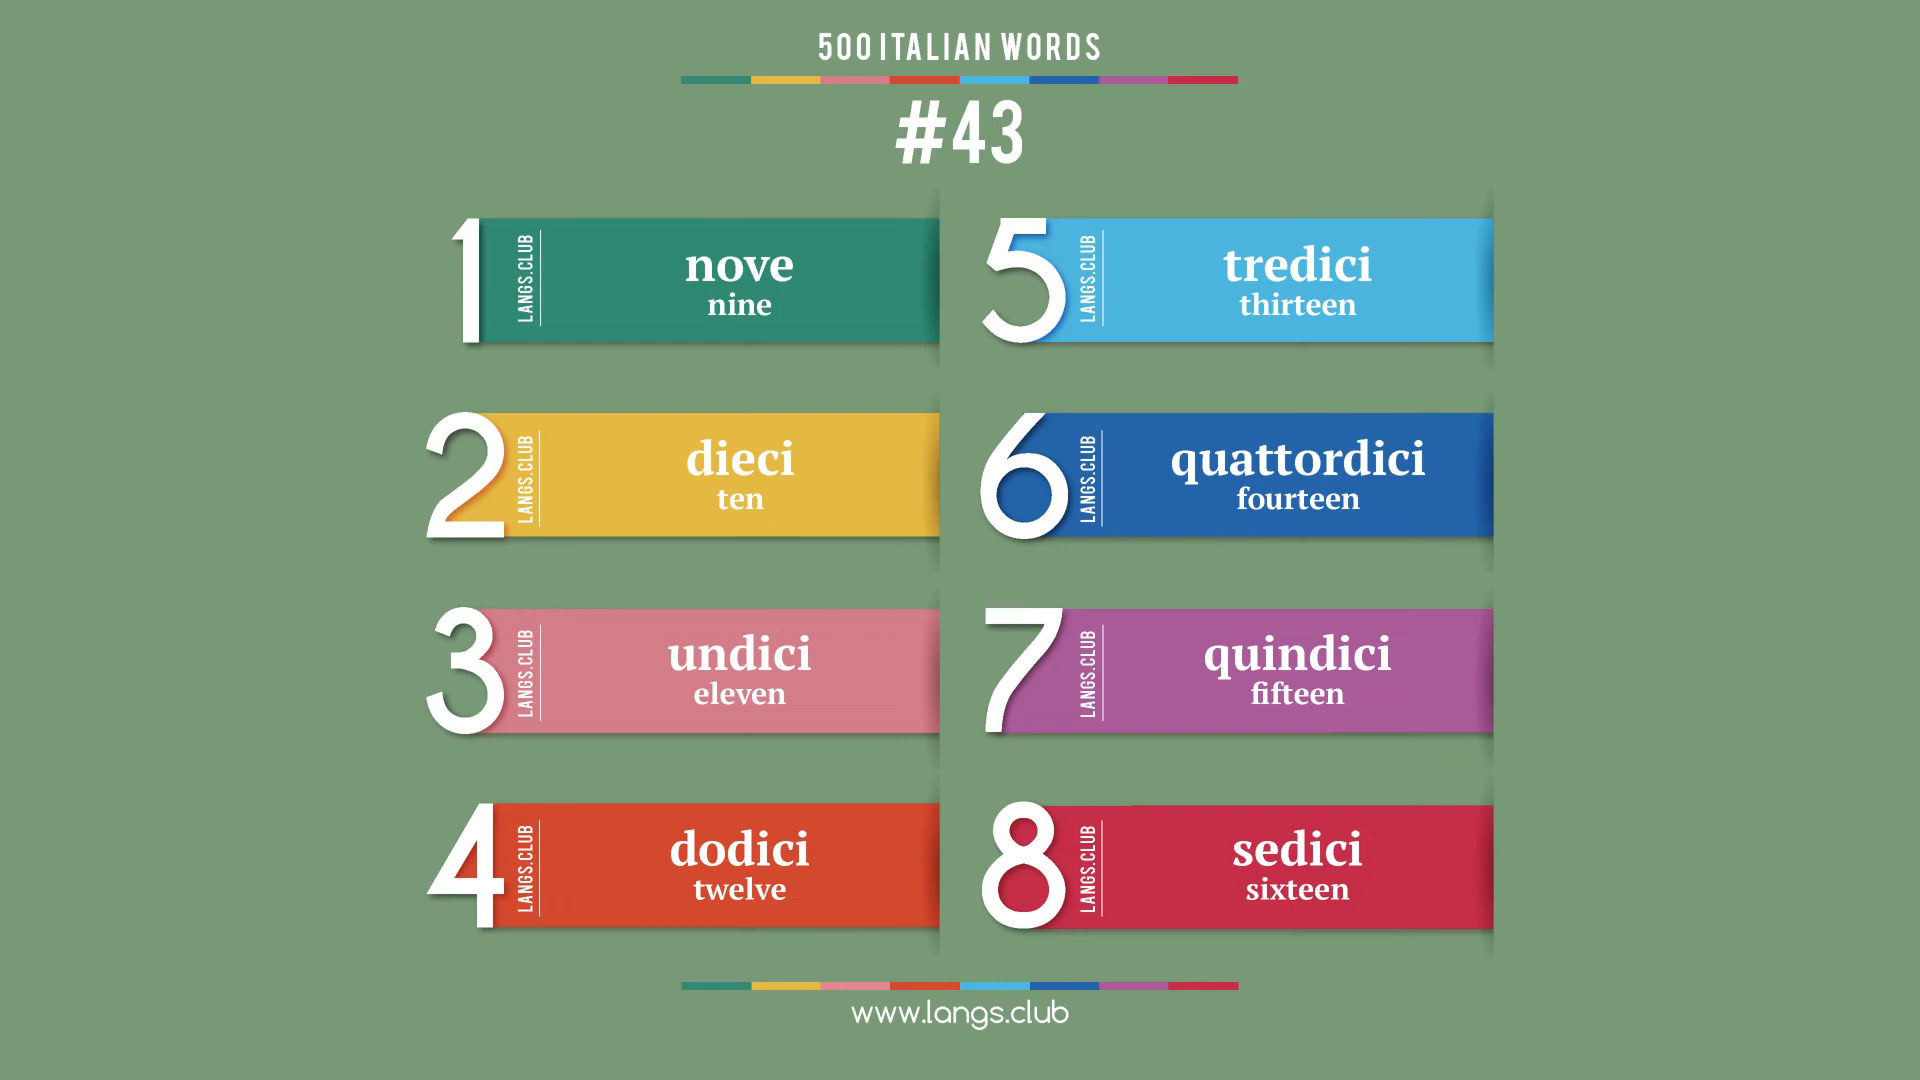 500 ITALIAN WORDS
#43
1
LANGS.CLUB
nove
nine
2
LANGS.CLUB
dieci
ten
3
LANGS.CLUB
undici
eleven
4
LANGS.CLUB
dodici
twelve
5
LANGS.CLUB
tredici
thirteen
6
LANGS.CLUB
quattordici
fourteen
7
LANGS.CLUB
quindici
fifteen
8
LANGS.CLUB
sedici
sixteen
www.langs.club